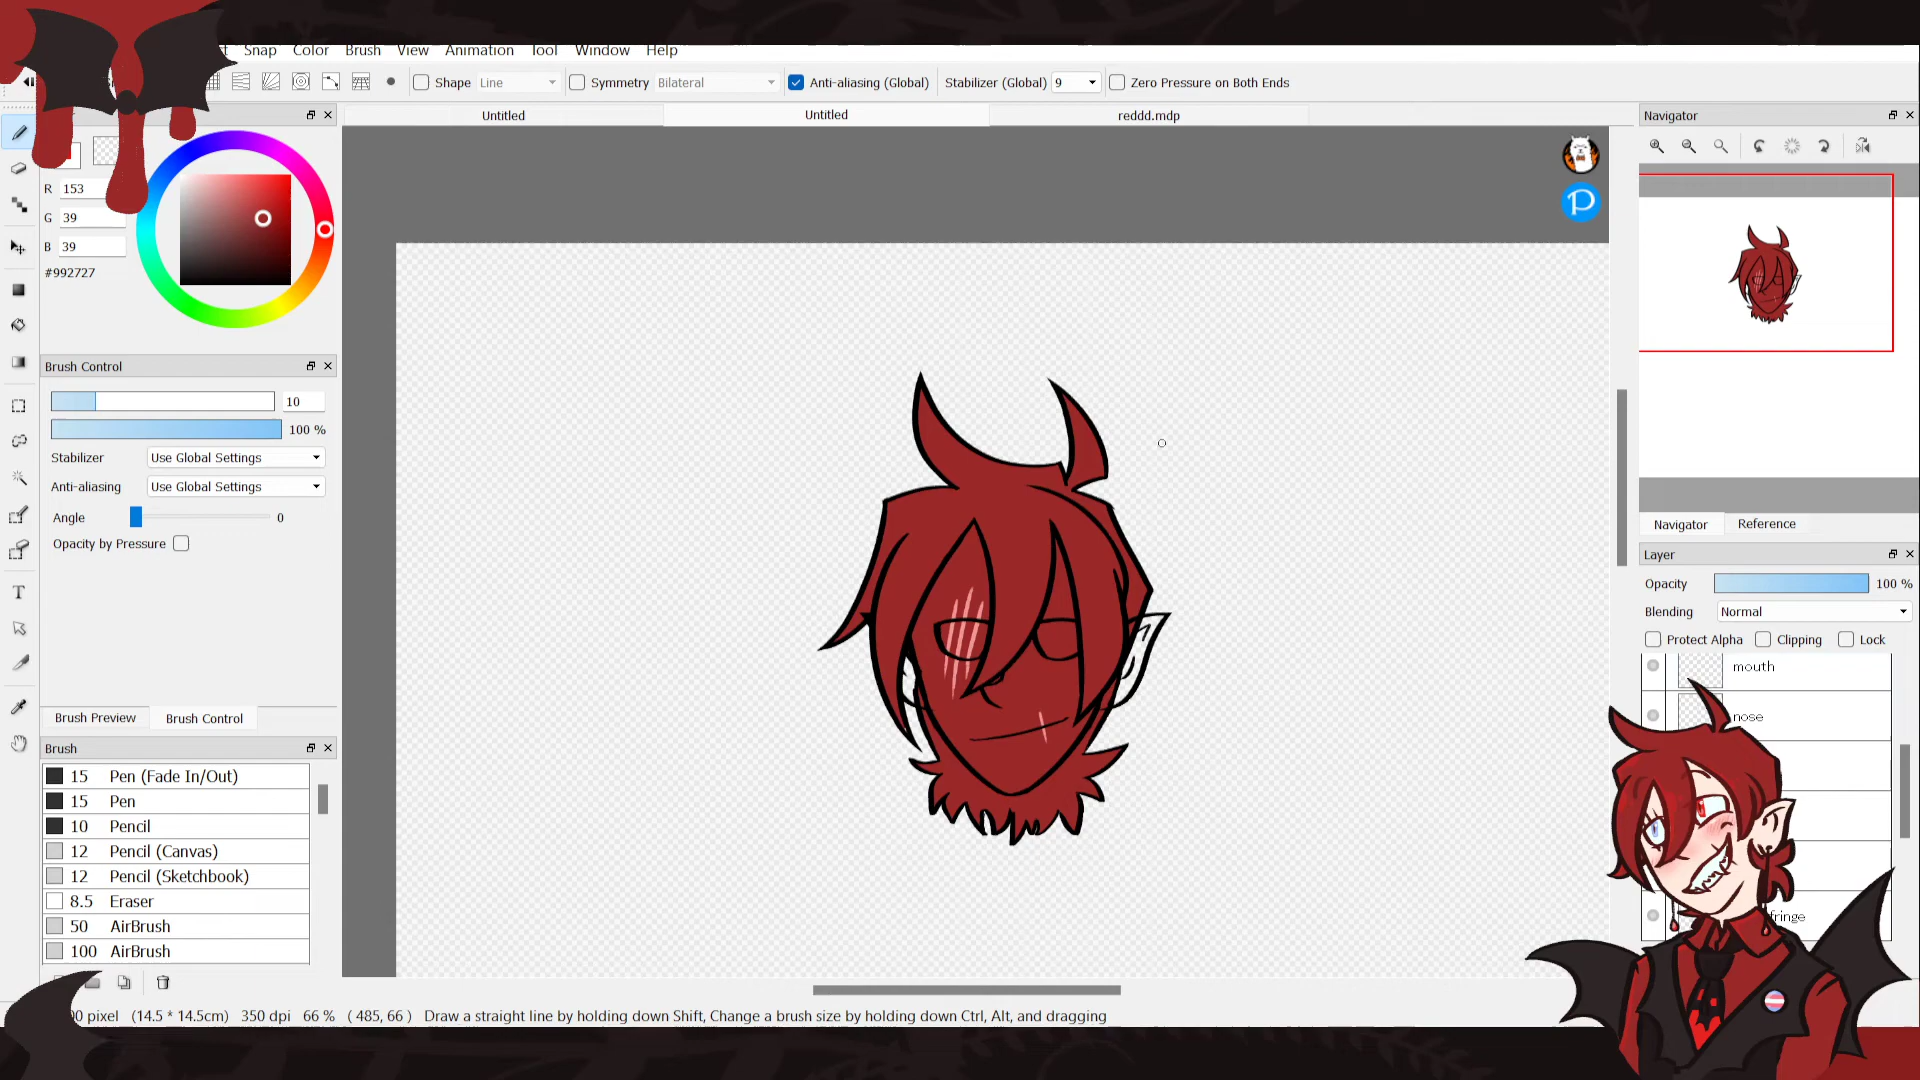 Snap Color Brush View Animation Tool Window Help
Shape Line Symmetry Bilateral Anti-aliasing (Global) Stabilizer (Global) 9 Zero Pressure on Both Ends
Untitled Untitled reddd.mdp
Navigator
R 153
G 39
B 39
#992727
Brush Control
10
100 %
Stabilizer Use Global Settings
Anti-aliasing Use Global Settings
Angle 0
Opacity by Pressure
Brush Preview Brush Control
Brush
15 Pen (Fade In/Out)
15 Pen
10 Pencil
12 Pencil (Canvas)
12 Pencil (Sketchbook)
8.5 Eraser
50 AirBrush
100 AirBrush
P
Navigator Reference
Layer
Opacity 100 %
Blending Normal
Protect Alpha Clipping Lock
mouth
nose
fringe
T
pixel (14.5 * 14.5cm) 350 dpi 66 % ( 485, 66 ) Draw a straight line by holding down Shift, Change a brush size by holding down Ctrl, Alt, and dragging